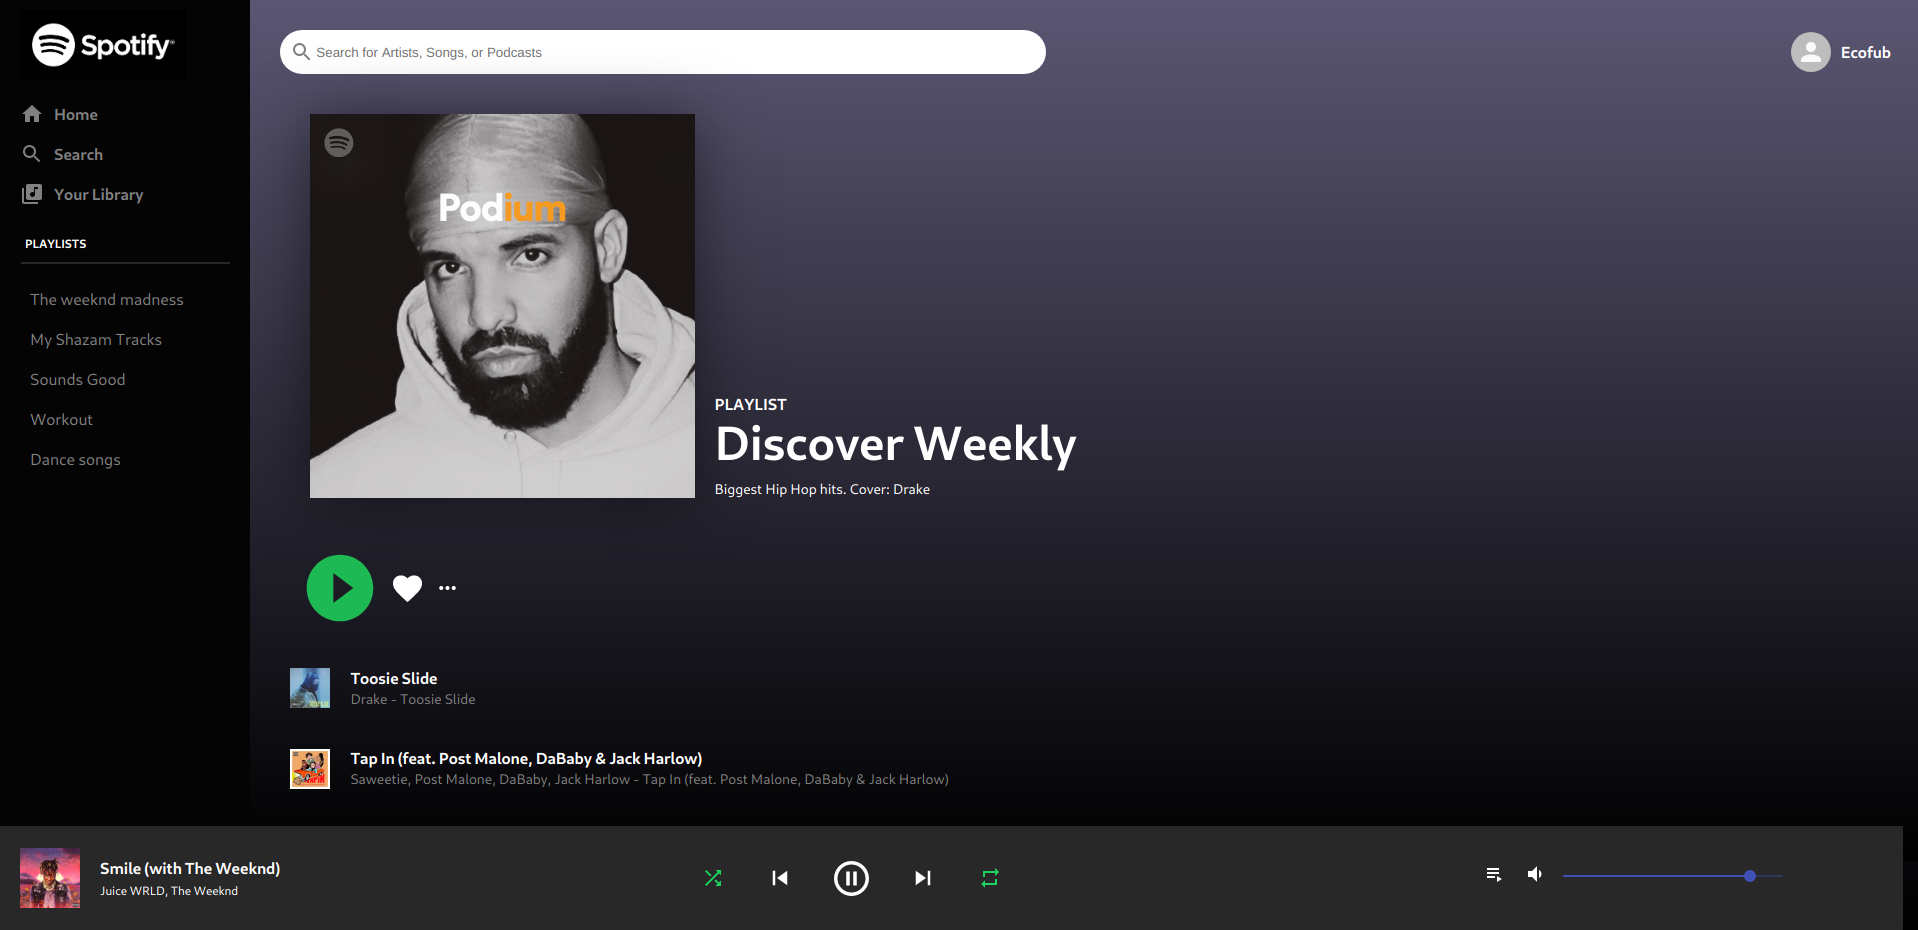 Spotify
Home
Search
Your Library
PLAYLISTS
The weeknd madness
My Shazam Tracks
Sounds Good
Workout
Dance songs
Search for Artists, Songs, or Podcasts
Ecofub
Podium
PLAYLIST
Discover Weekly
Biggest Hip Hop hits. Cover: Drake
Toosie Slide
Drake - Toosie Slide
Tap In (feat. Post Malone, DaBaby & Jack Harlow)
Saweetie, Post Malone, DaBaby, Jack Harlow - Tap In (feat. Post Malone, DaBaby & Jack Harlow)
Smile (with The Weeknd)
Juice WRLD, The Weeknd